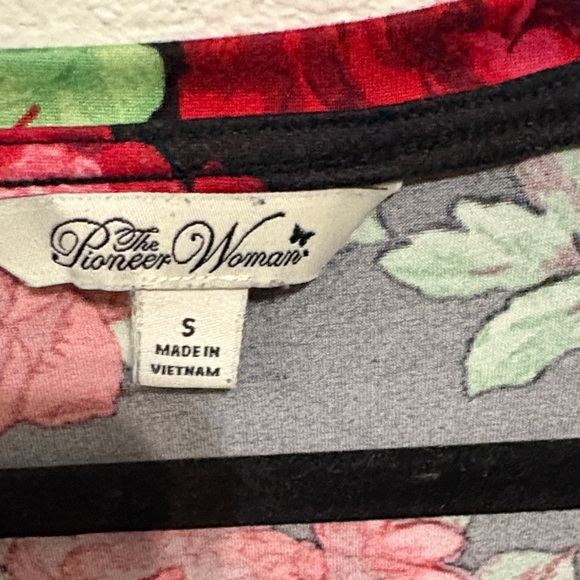 The
Pioneer Woman
S
MADE IN
VIETNAM